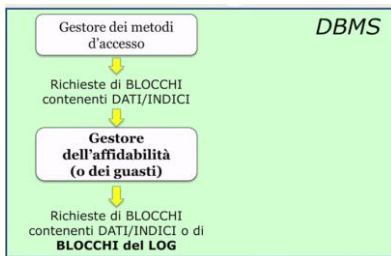 DBMS
Gestore dei metodi
d'accesso
Richieste di BLOCCHI
contenenti DATI/INDICI
Gestore
dell'affidabilità
(o dei guasti)
Richieste di BLOCCHI
contenenti DATI/INDICI o di
BLOCCHI del LOG